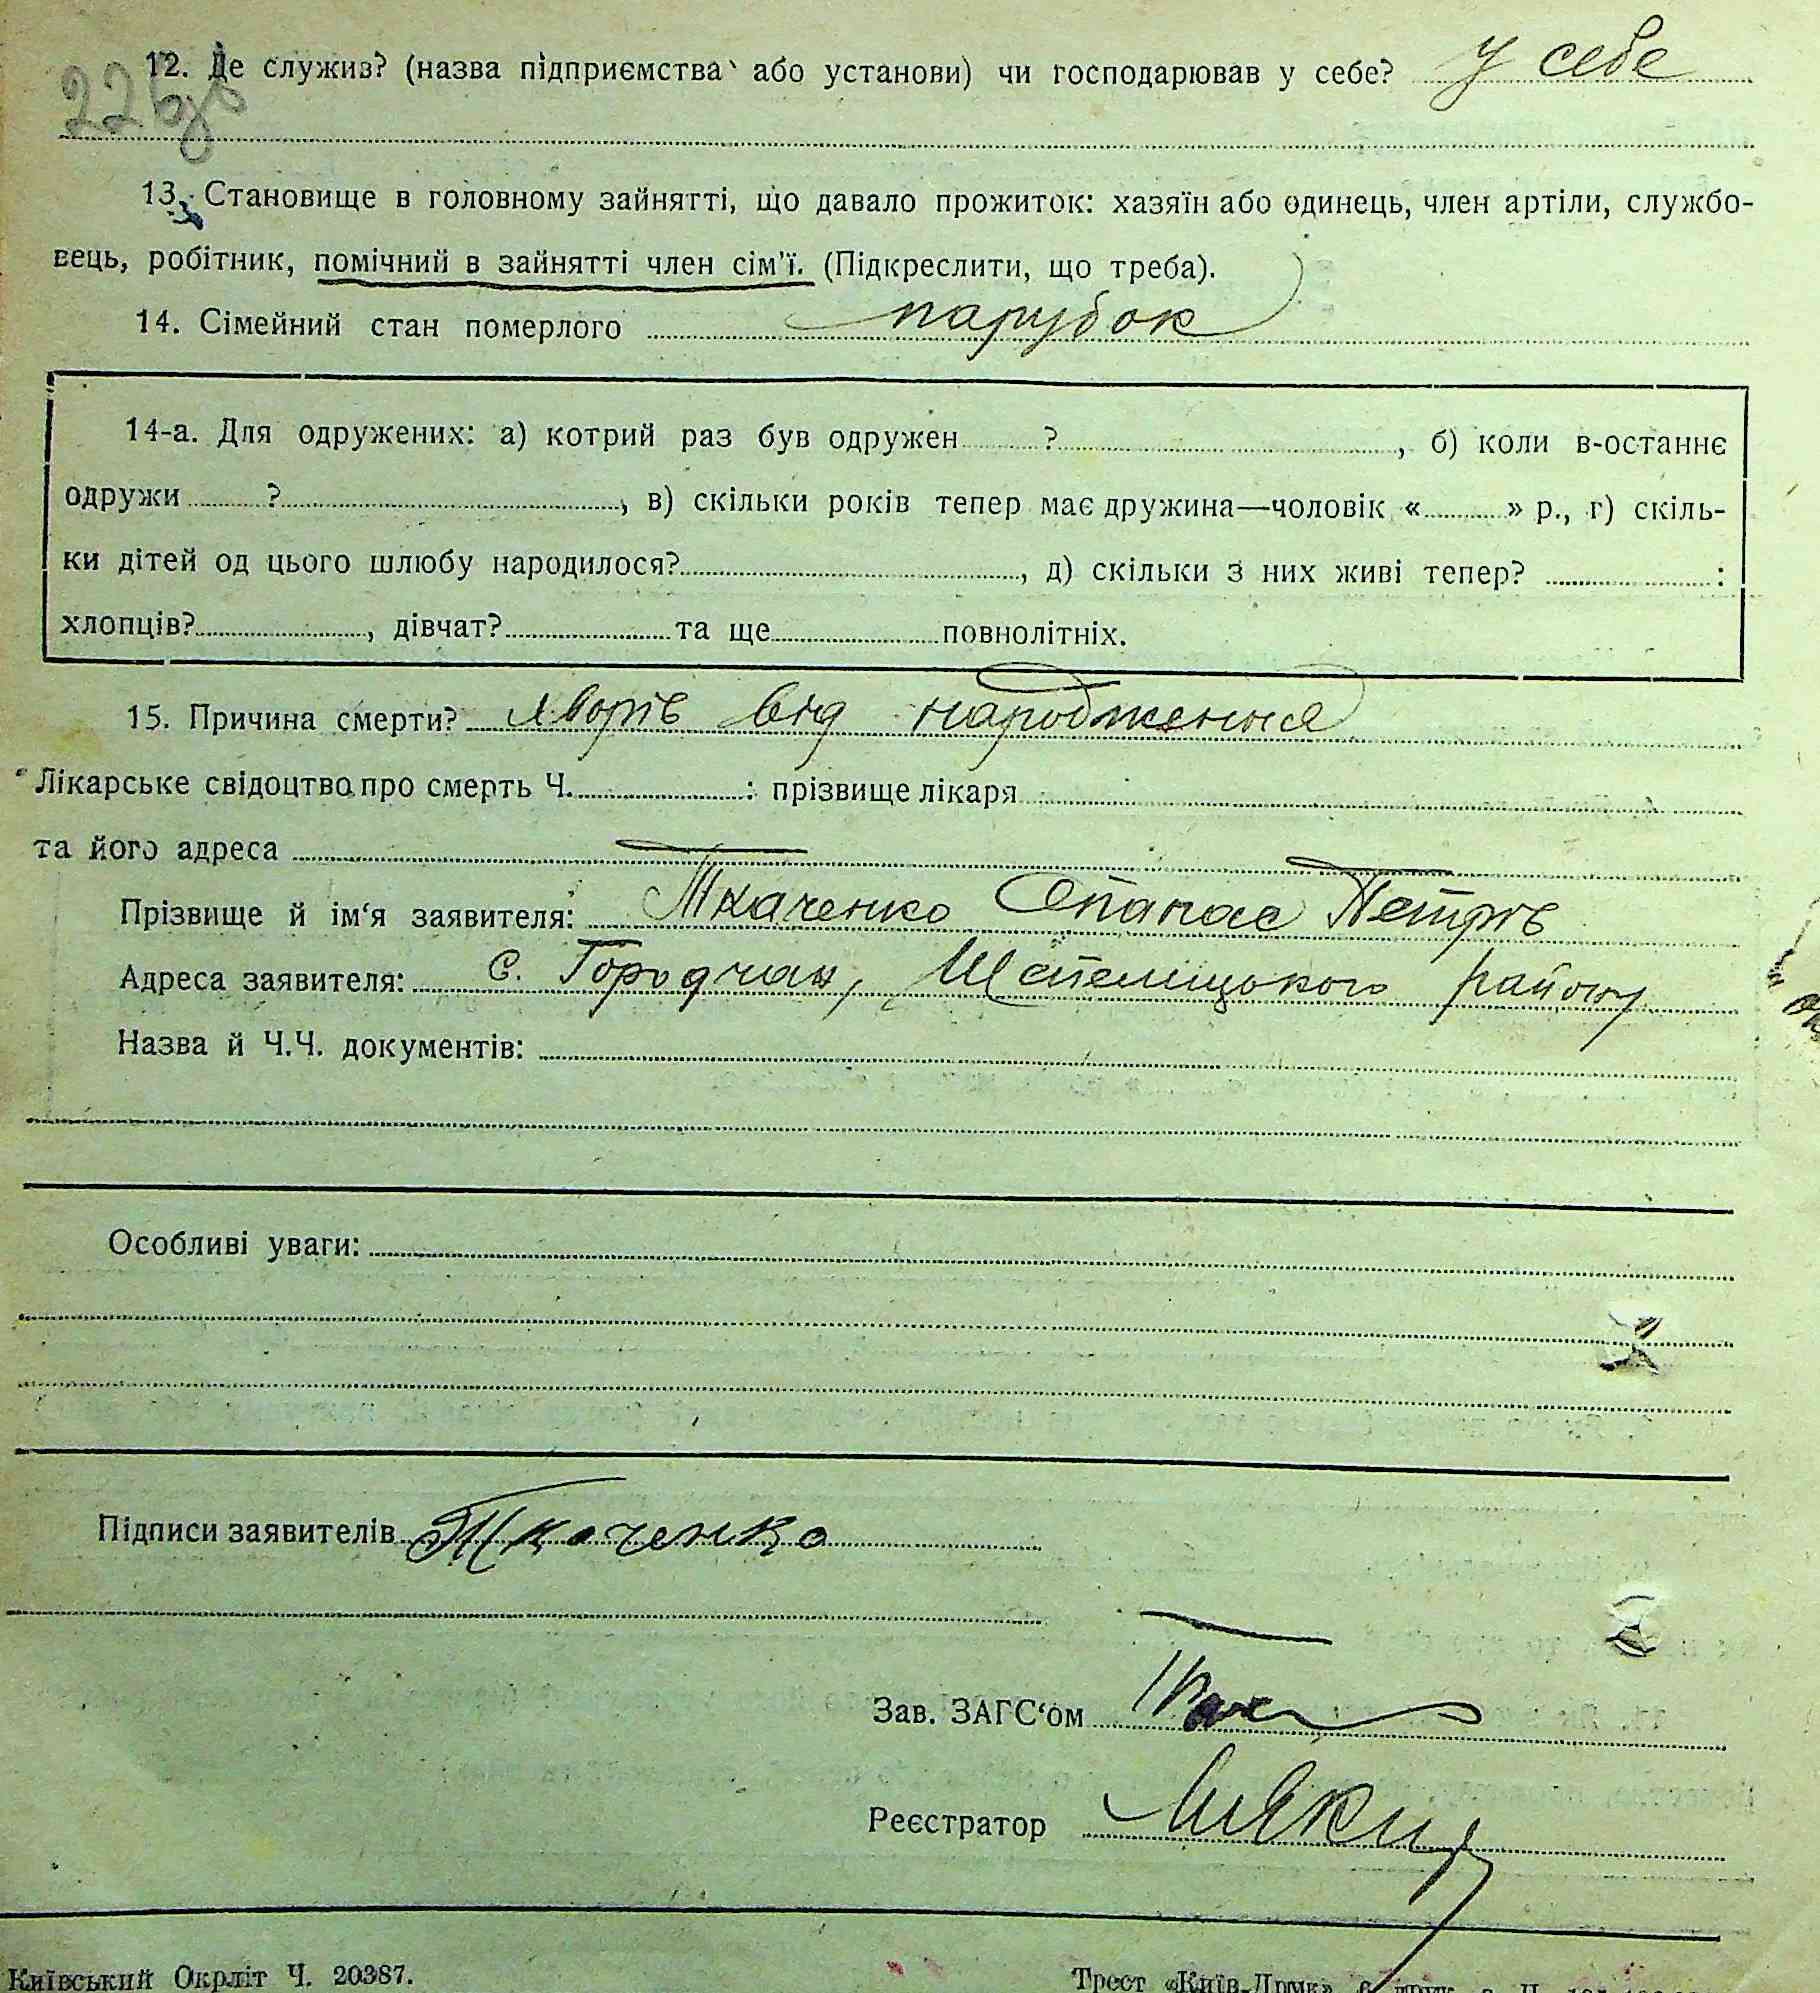 22 зв
12. Де служив? (назва підприємства або установи) чи господарював у себе? у себе
13. Становище в головному зайнятті, що давало прожиток: хазяїн або одинець, член артіли, службо-
вець, робітник, помічний в зайнятті член сім'ї. (Підкреслити, що треба).
14. Сімейний стан померлого парубок
14-а. Для одружених: а) котрий раз був одружен ? , б) коли в-останнє
одружи ? , в) скільки років тепер має дружина—чоловік « » р., г) скіль-
ки дітей од цього шлюбу народилося? , д) скільки з них живі тепер? :
хлопців? , дівчат? та ще повнолітніх.
15. Причина смерти? хворів від народження
Лікарське свідоцтво про смерть Ч. : прізвище лікаря
та його адреса
Прізвище й ім'я заявителя: Ткаченко Опанас Петрів
Адреса заявителя: с. Городчан, Шепелицького району
Назва й Ч.Ч. документів:
Особливі уваги:
Підписи заявителів Ткаченко
Зав. ЗАГС'ом
Реєстратор
Київський Окрліт Ч. 20387.
Трест «Київ-Друк»